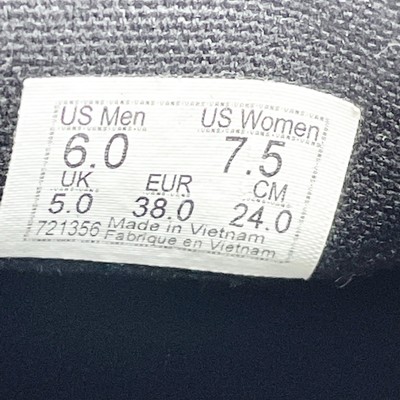 US Men US Women
6.0 7.5
UK EUR CM
5.0 38.0 24.0
721356 Made in Vietnam
Fabrique en Vietnam